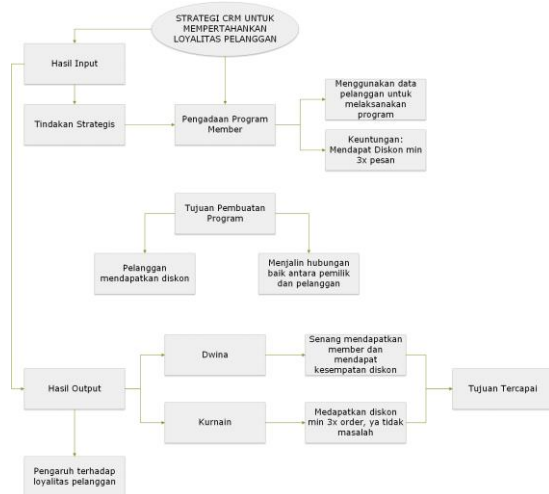 STRATEGI CRM UNTUK
MEMPERTAHANKAN
LOYALITAS PELANGGAN
Hasil Input
Tindakan Strategis
Pengadaan Program
Member
Menggunakan data
pelanggan untuk
melaksanakan
program
Keuntungan:
Mendapat Diskon min
3x pesan
Tujuan Pembuatan
Program
Pelanggan
mendapatkan diskon
Menjalin hubungan
baik antara pemilik
dan pelanggan
Dwina
Senang mendapatkan
member dan
mendapat
kesempatan diskon
Hasil Output
Tujuan Tercapai
Kurnain
Medapatkan diskon
min 3x order, ya tidak
masalah
Pengaruh terhadap
loyalitas pelanggan